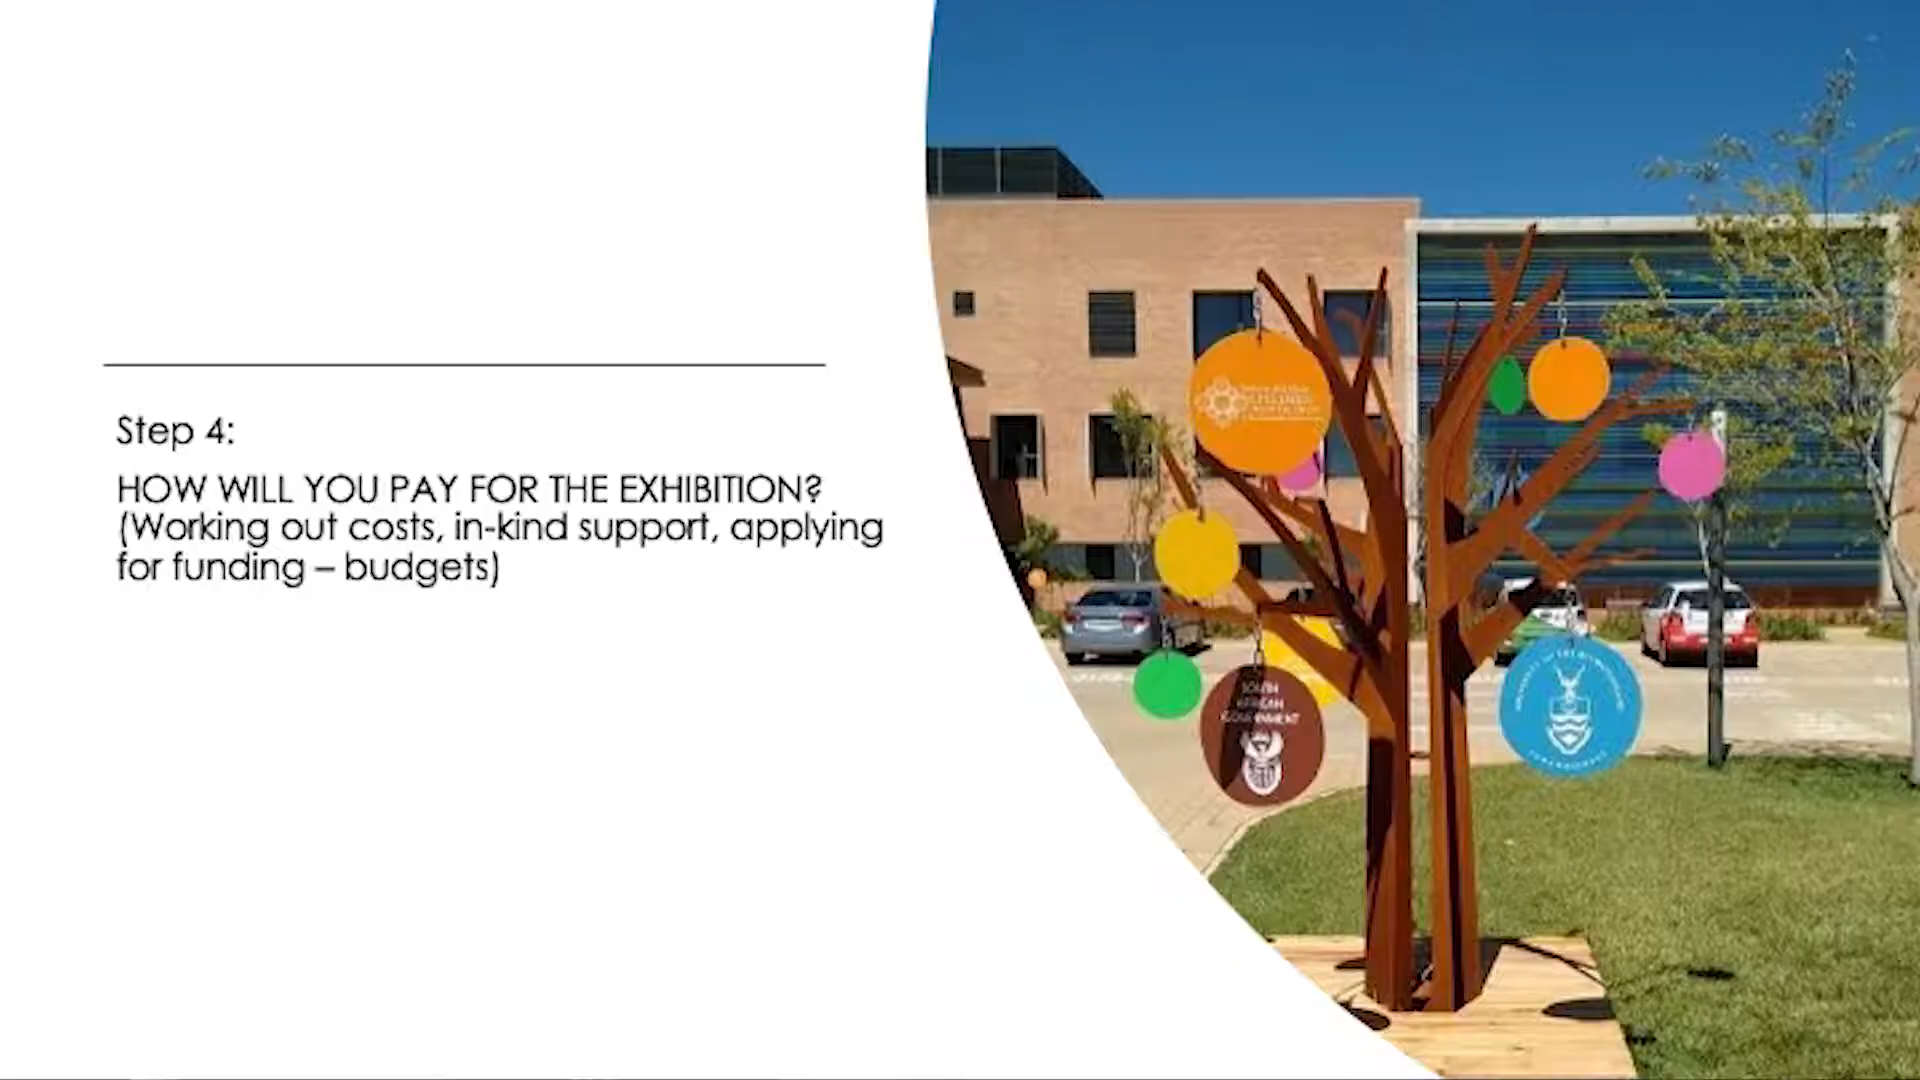 Step 4:
HOW WILL YOU PAY FOR THE EXHIBITION?
(Working out costs, in-kind support, applying
for funding – budgets)
SOUTH
AFRICAN
GOVERNMENT